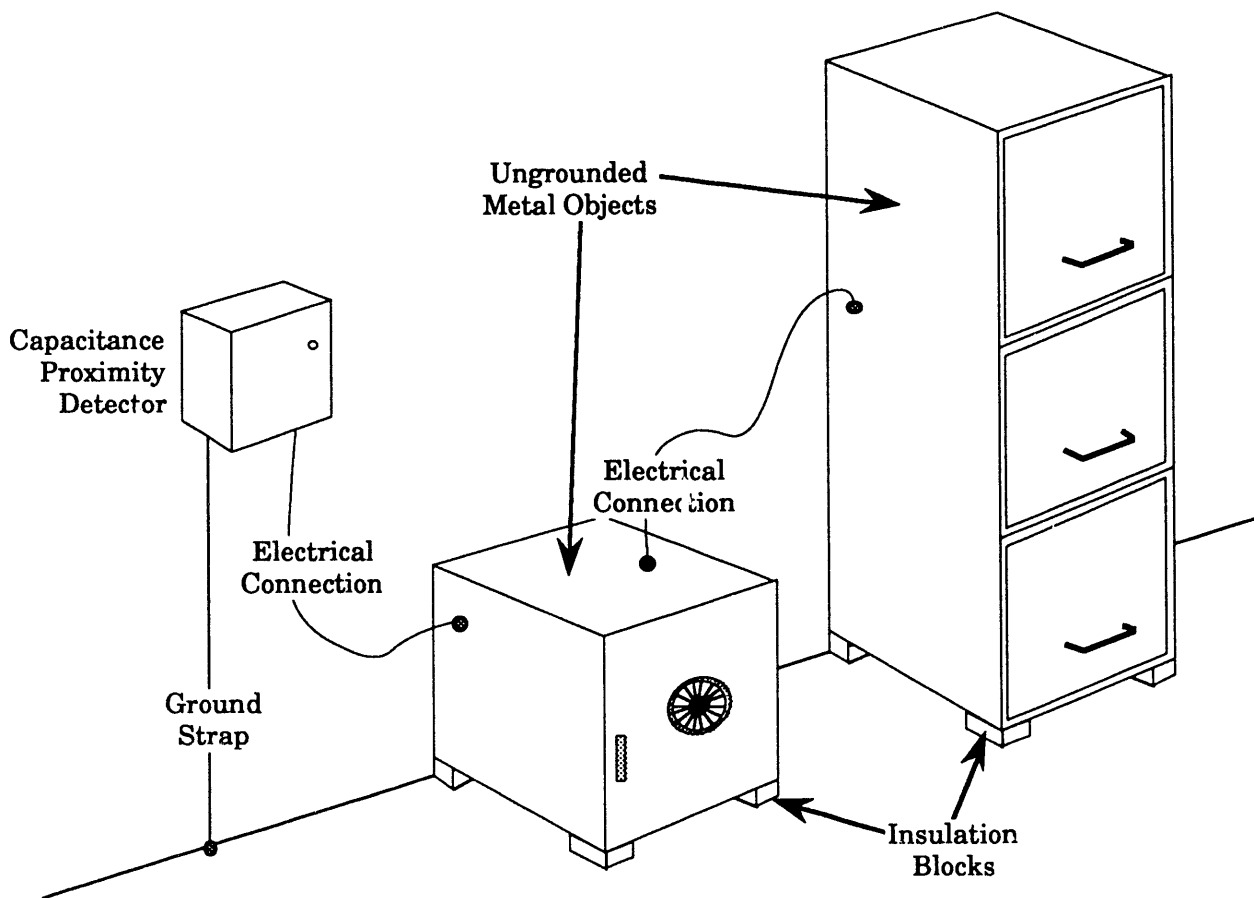 Ungrounded
Metal Objects
Capacitance
Proximity
Detector
Electrical
Connection
Electrical
Connection
Ground
Strap
Insulation
Blocks